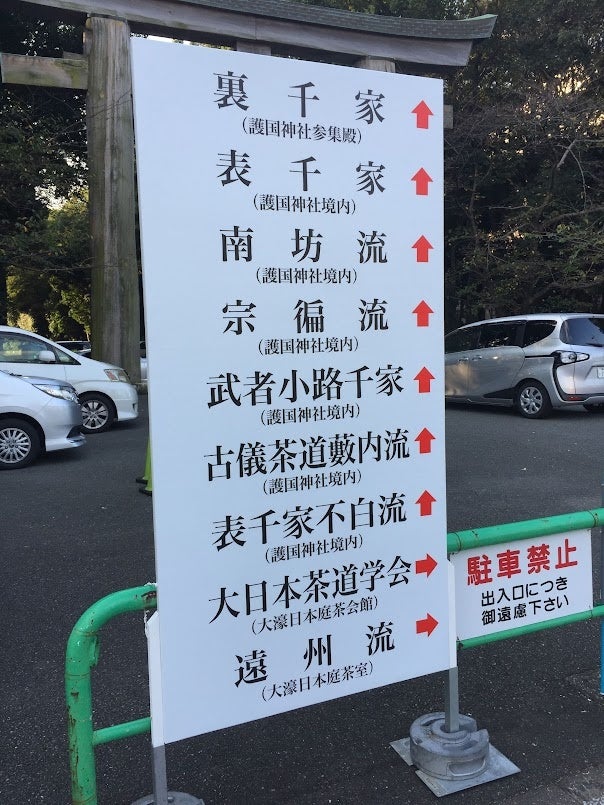 裏千家
(護国神社参集殿)
表千家
(護国神社境内)
南坊流
(護国神社境内)
宗徧流
(護国神社境内)
武者小路千家
(護国神社境内)
古儀茶道藪内流
(護国神社境内)
表千家不白流
(護国神社境内)
大日本茶道学会
(大濠日本庭茶会館)
遠州流
(大濠日本庭茶室)
駐車禁止
出入口につき
御遠慮下さい